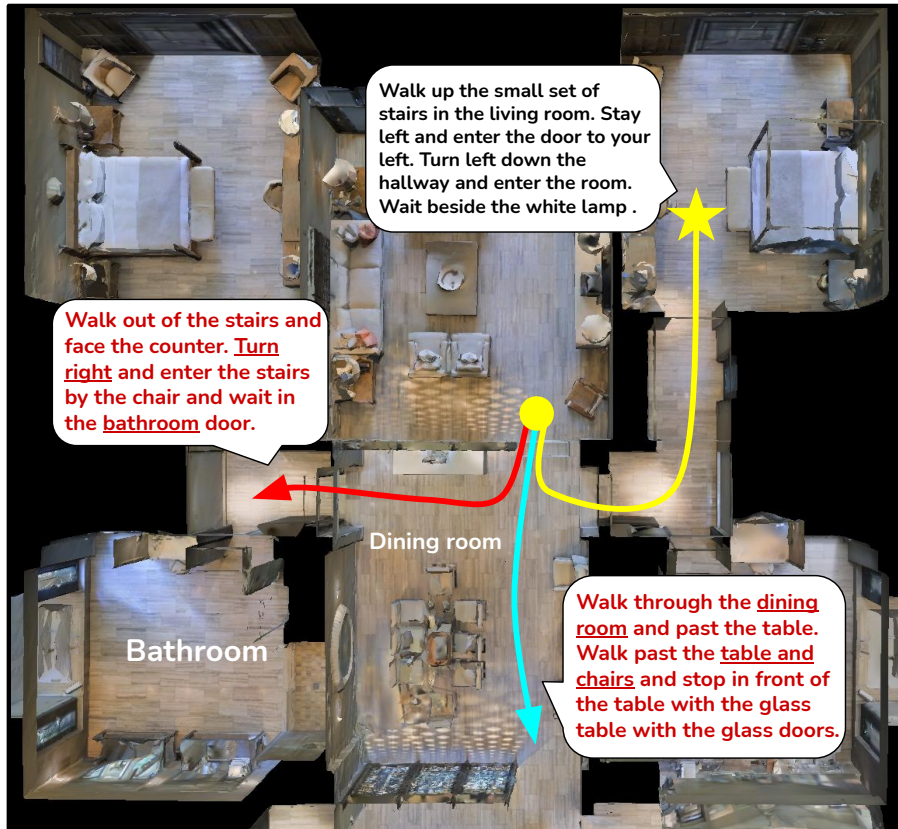 Walk up the small set of
stairs in the living room. Stay
left and enter the door to your
left. Turn left down the
hallway and enter the room.
Wait beside the white lamp .
Walk out of the stairs and
face the counter. Turn
right and enter the stairs
by the chair and wait in
the bathroom door.
Dining room
Bathroom
Walk through the dining
room and past the table.
Walk past the table and
chairs and stop in front of
the table with the glass
table with the glass doors.